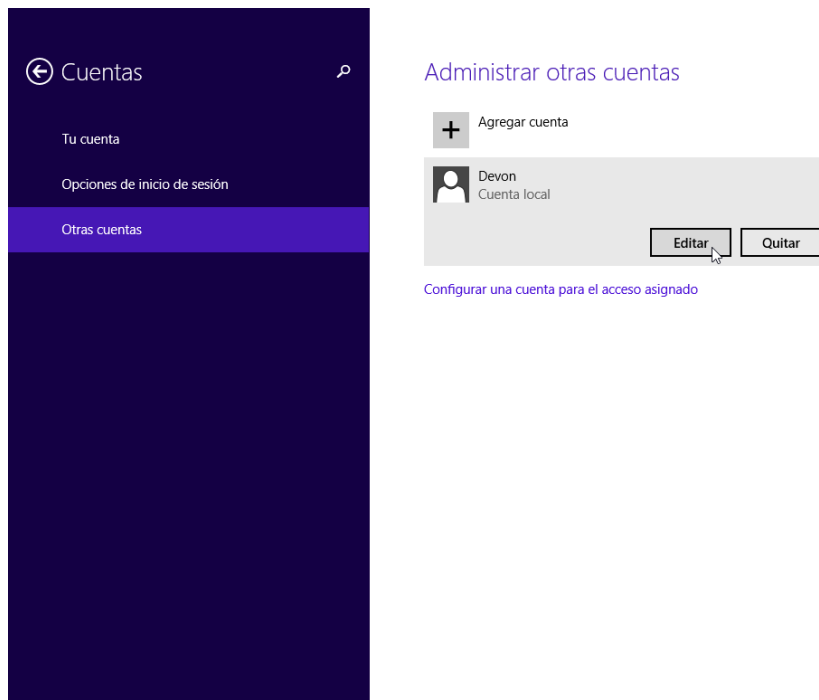 Cuentas
Tu cuenta
Opciones de inicio de sesión
Otras cuentas
Administrar otras cuentas
Agregar cuenta
Devon
Cuenta local
Editar
Quitar
Configurar una cuenta para el acceso asignado